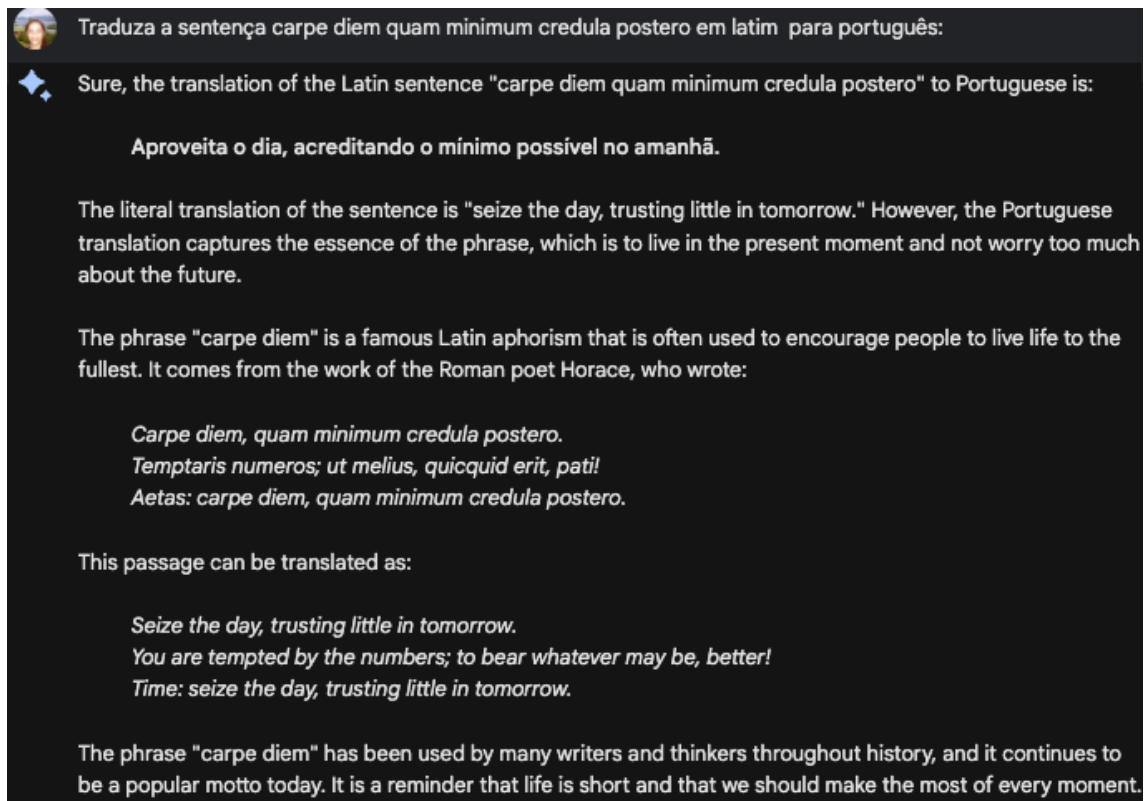 Traduza a sentença carpe diem quam minimum credula postero em latim para português:
Sure, the translation of the Latin sentence "carpe diem quam minimum credula postero" to Portuguese is:
Aproveita o dia, acreditando o mínimo possível no amanhã.
The literal translation of the sentence is "seize the day, trusting little in tomorrow." However, the Portuguese
translation captures the essence of the phrase, which is to live in the present moment and not worry too much
about the future.
The phrase "carpe diem" is a famous Latin aphorism that is often used to encourage people to live life to the
fullest. It comes from the work of the Roman poet Horace, who wrote:
Carpe diem, quam minimum credula postero.
Temptaris numeros; ut melius, quicquid erit, pati!
Aetas: carpe diem, quam minimum credula postero.
This passage can be translated as:
Seize the day, trusting little in tomorrow.
You are tempted by the numbers; to bear whatever may be, better!
Time: seize the day, trusting little in tomorrow.
The phrase "carpe diem" has been used by many writers and thinkers throughout history, and it continues to
be a popular motto today. It is a reminder that life is short and that we should make the most of every moment.